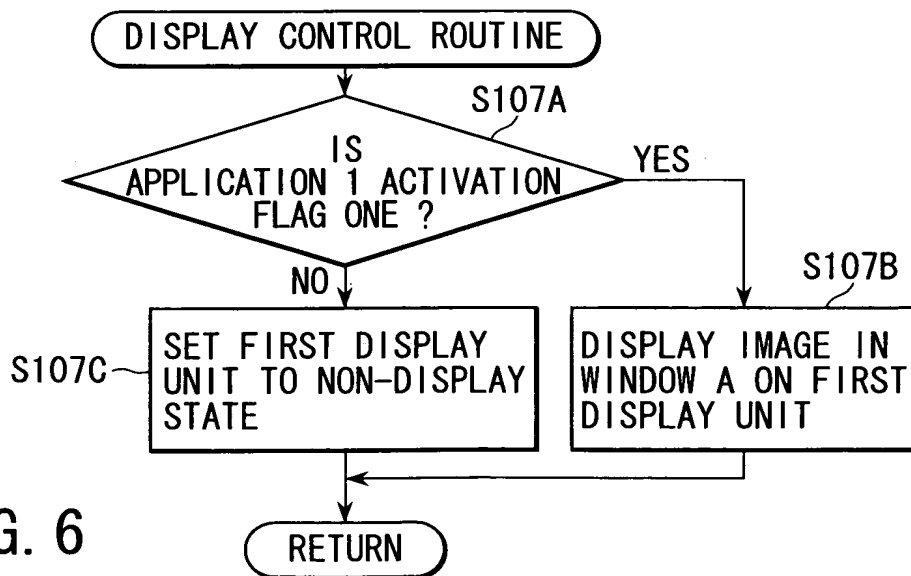 DISPLAY CONTROL ROUTINE
S107A
IS
APPLICATION 1 ACTIVATION
FLAG ONE ?
YES
NO
S107B
S107C
SET FIRST DISPLAY
UNIT TO NON-DISPLAY
STATE
DISPLAY IMAGE IN
WINDOW A ON FIRST
DISPLAY UNIT
G. 6
RETURN